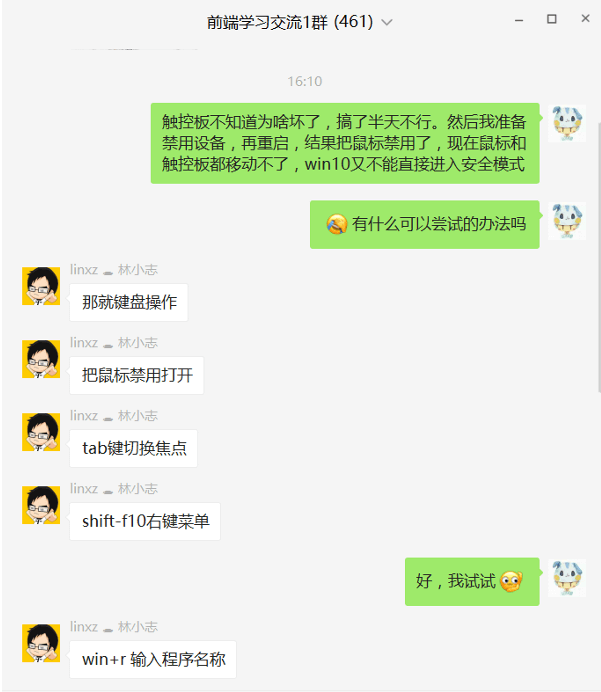 前端学习交流1群 (461)
16:10
触控板不知道为啥坏了，搞了半天不行。然后我准备
禁用设备，再重启，结果把鼠标禁用了，现在鼠标和
触控板都移动不了，win10又不能直接进入安全模式
有什么可以尝试的办法吗
linxz 林小志
那就键盘操作
linxz 林小志
把鼠标禁用打开
linxz 林小志
tab键切换焦点
linxz 林小志
shift-f10右键菜单
好，我试试
linxz 林小志
win+r 输入程序名称